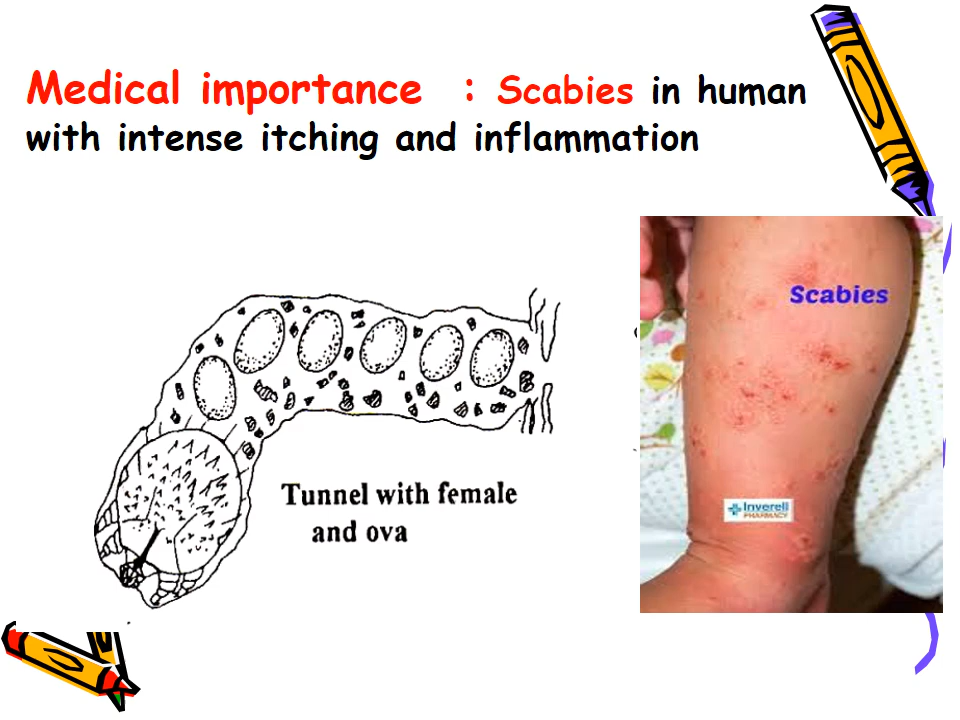 Medical importance : Scabies in human
with intense itching and inflammation
Scabies
Tunnel with female
and ova
Inverell
PHARMACY